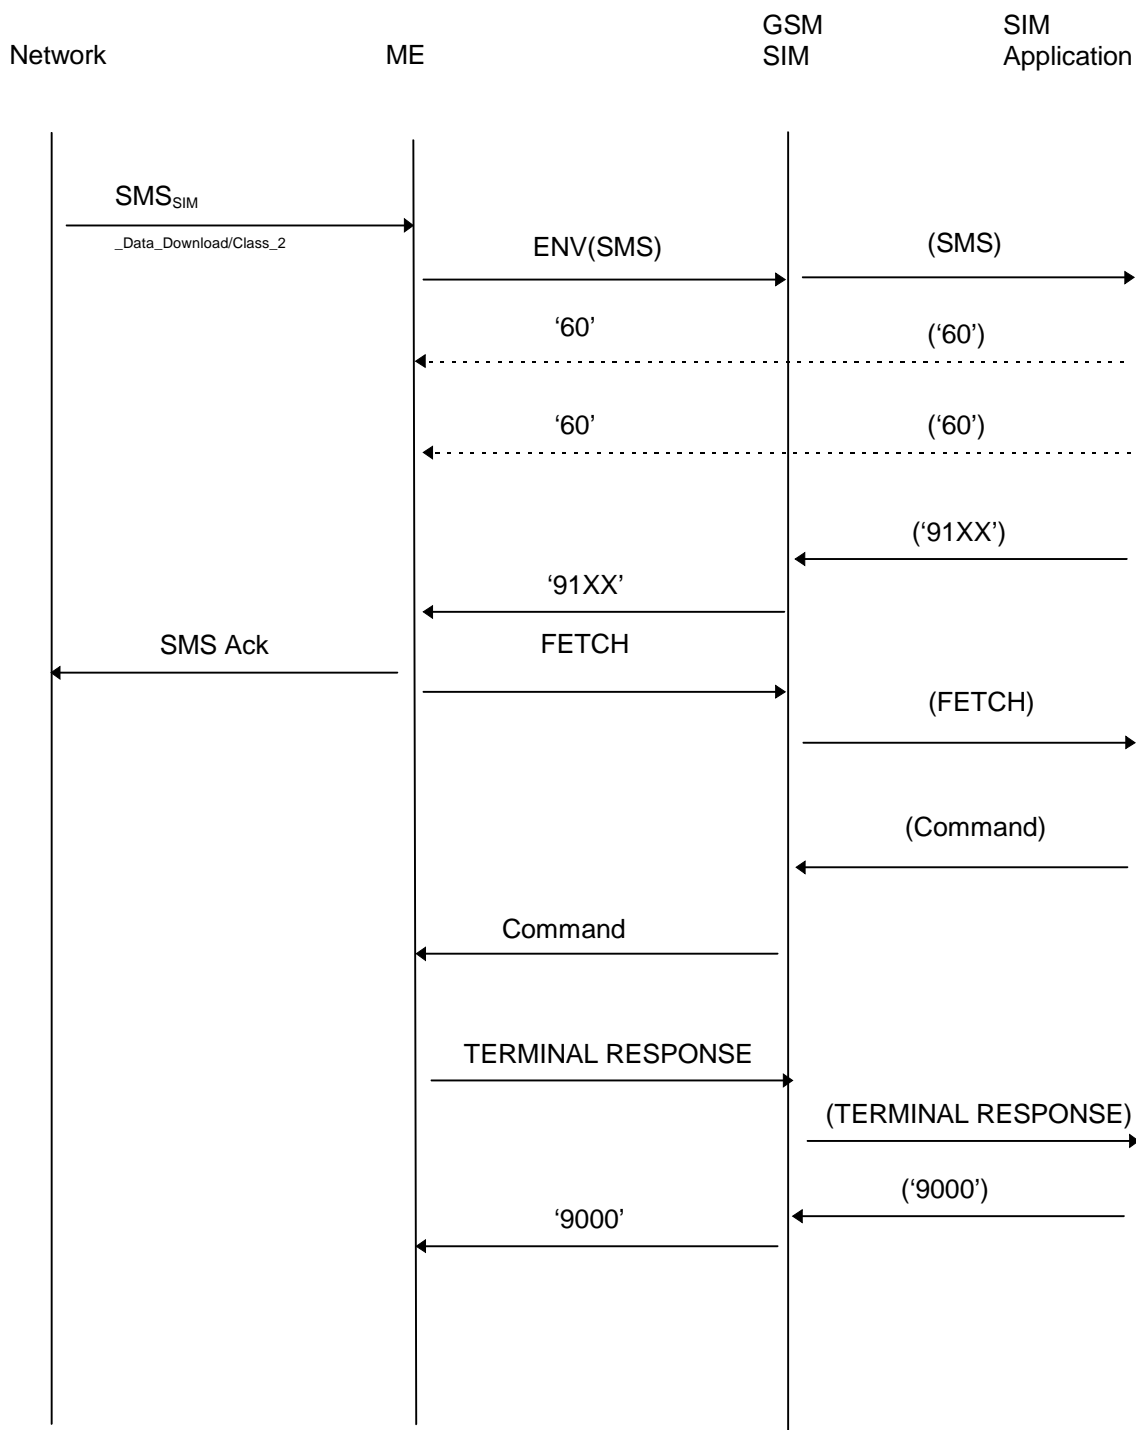 GSM SIM
Network ME SIM Application
SMSSIM
_Data_Download/Class_2
ENV(SMS) (SMS)
‘60’ (‘60’)
‘60’ (‘60’)
(‘91XX’)
‘91XX’
SMS Ack FETCH
(FETCH)
(Command)
Command
TERMINAL RESPONSE
(TERMINAL RESPONSE)
(‘9000’)
‘9000’